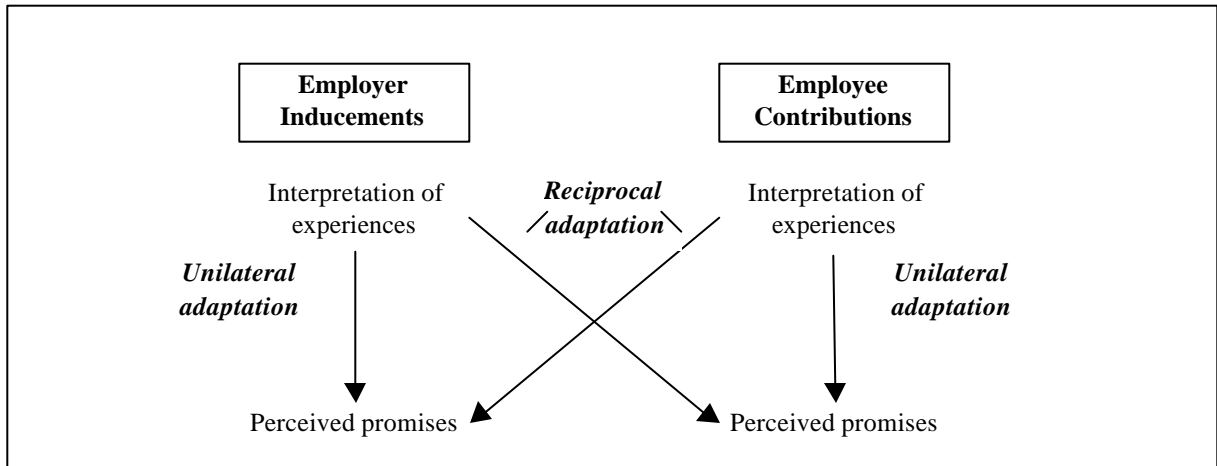 Employer
Inducements
Employee
Contributions
Interpretation of
experiences
Reciprocal
adaptation
Interpretation of
experiences
Unilateral
adaptation
Unilateral
adaptation
Perceived promises
Perceived promises